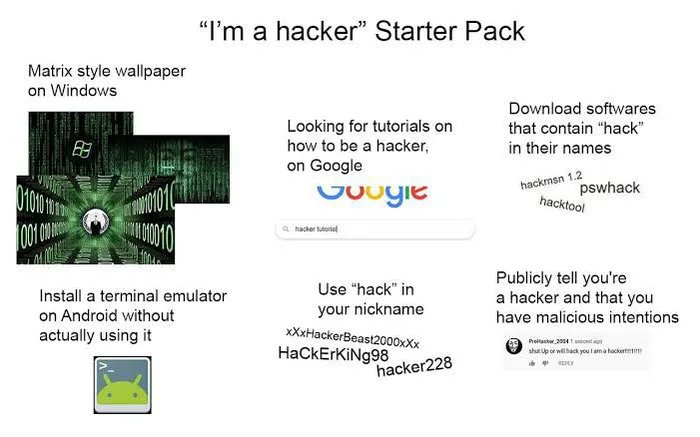 “I’m a hacker” Starter Pack
Matrix style wallpaper
on Windows
Looking for tutorials on
how to be a hacker,
on Google
Google
hacker tutorial
Download softwares
that contain “hack”
in their names
hackmsn 1.2
pswhack
hacktool
Install a terminal emulator
on Android without
actually using it
>_
Use “hack” in
your nickname
xXxHackerBeast2000xXx
HaCkErKiNg98
hacker228
Publicly tell you're
a hacker and that you
have malicious intentions
ProHacker_2004 1 second ago
shut Up or will hack you I am a hacker!!!!1!!1!
REPLY